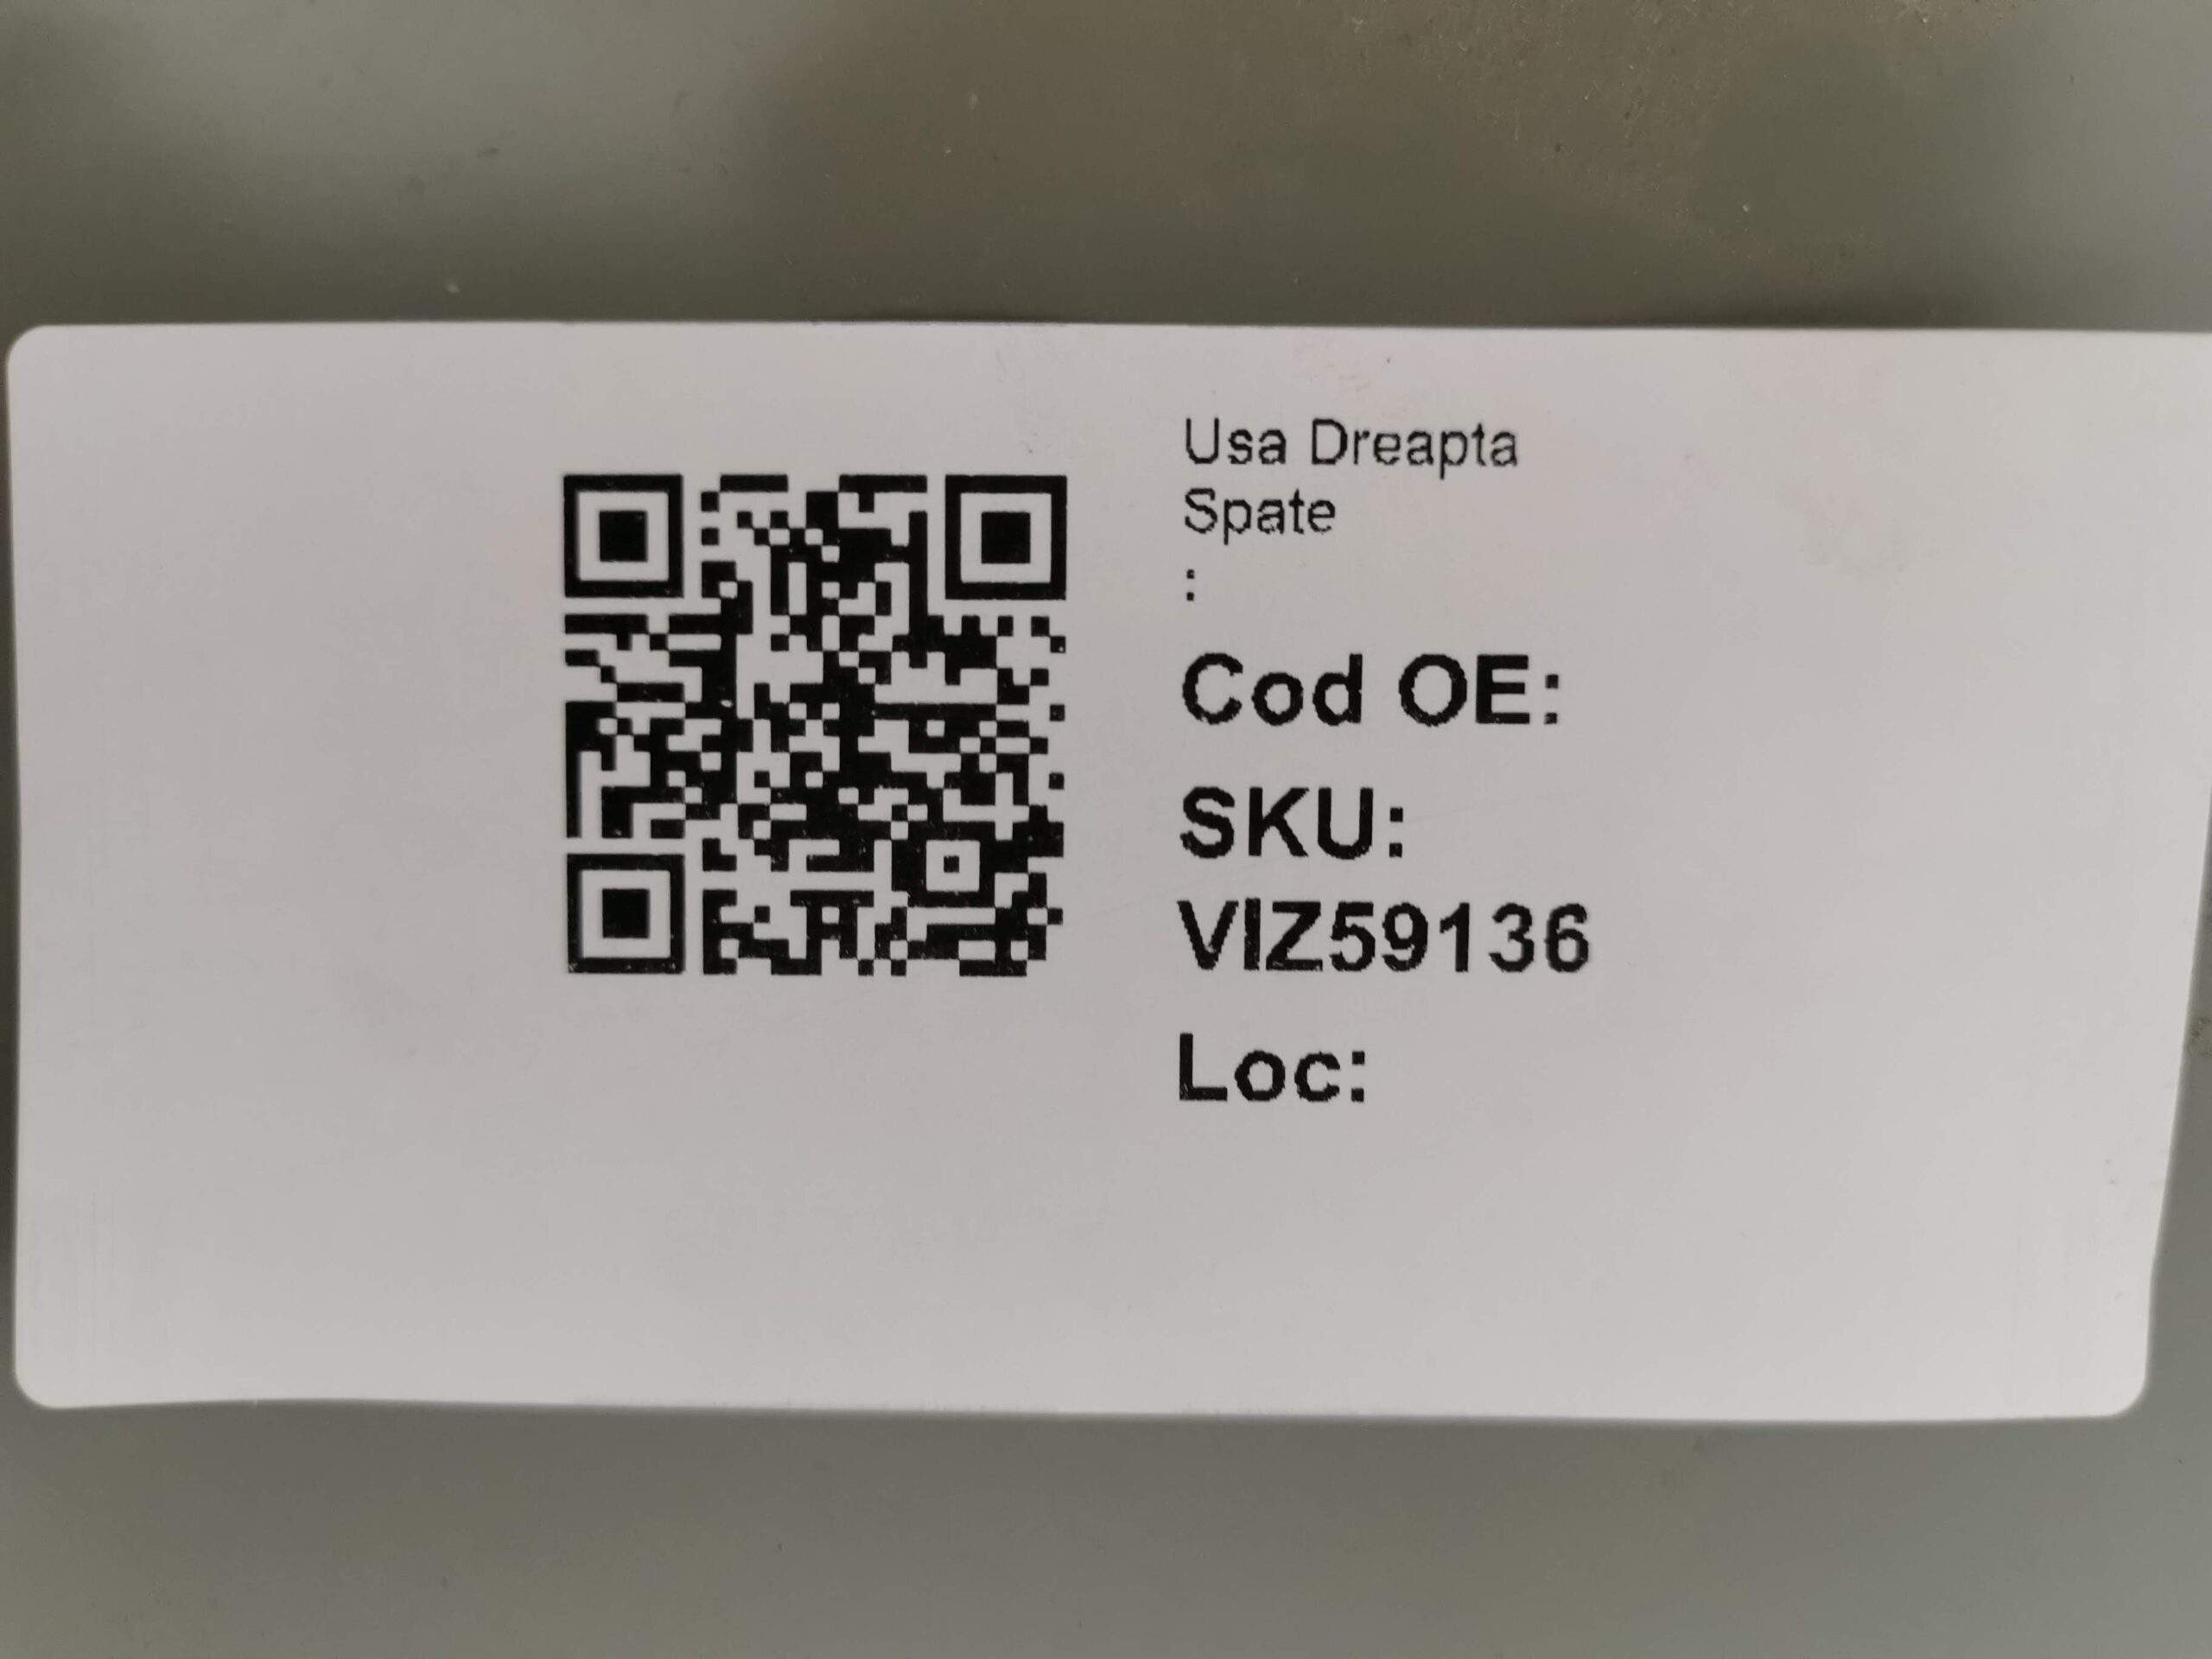 Usa Dreapta
Spate
:
Cod OE:
SKU:
VIZ59136
Loc: